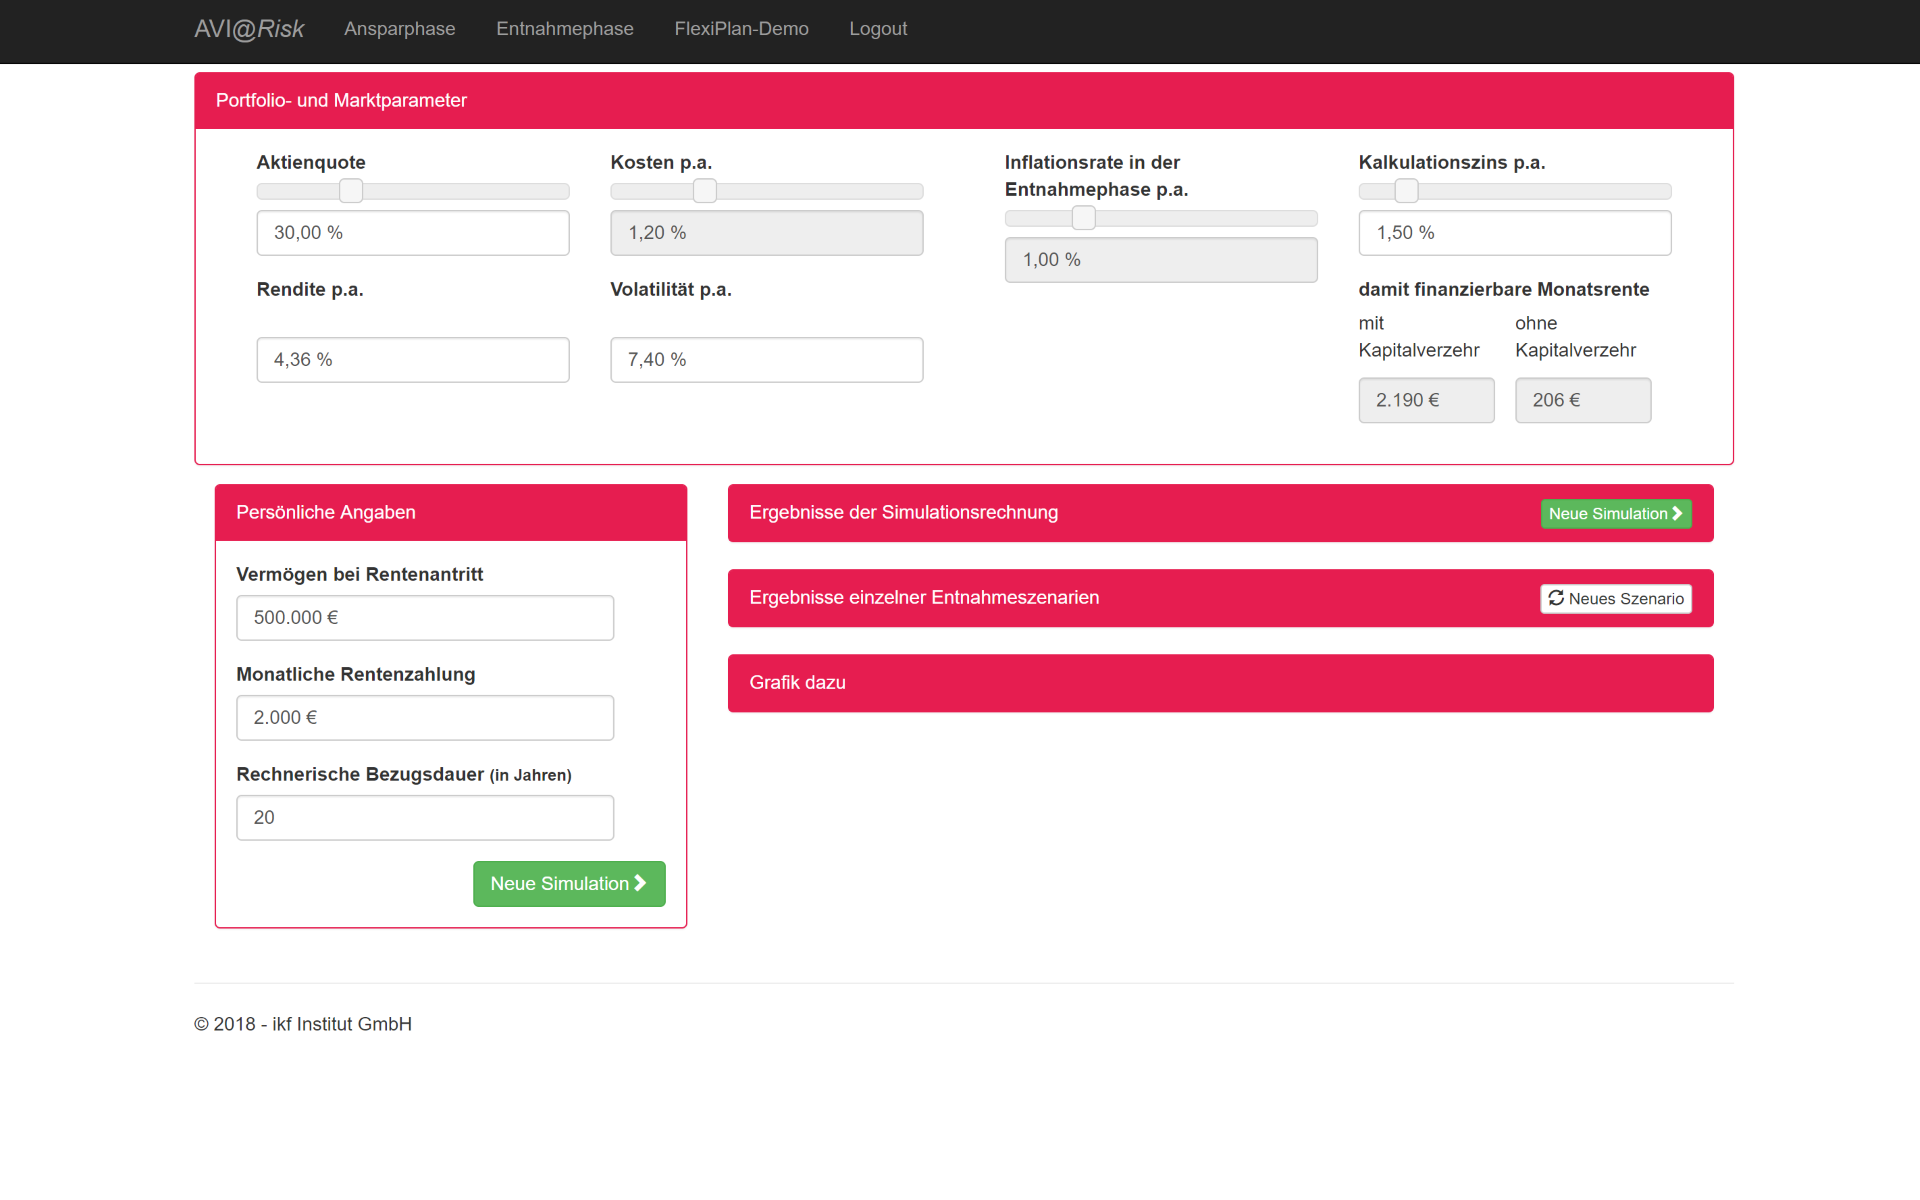 AVI@Risk Ansparphase Entnahmephase FlexiPlan-Demo Logout
Portfolio- und Marktparameter
Aktienquote
30,00 %
Kosten p.a.
1,20 %
Rendite p.a.
4,36 %
Volatilität p.a.
7,40 %
Inflationsrate in der
Entnahmephase p.a.
1,00 %
Kalkulationszins p.a.
1,50 %
damit finanzierbare Monatsrente
mit
Kapitalverzehr
2.190 €
ohne
Kapitalverzehr
206 €
Persönliche Angaben
Vermögen bei Rentenantritt
500.000 €
Monatliche Rentenzahlung
2.000 €
Rechnerische Bezugsdauer (in Jahren)
20
Neue Simulation
Ergebnisse der Simulationsrechnung
Neue Simulation
Ergebnisse einzelner Entnahmeszenarien
Neues Szenario
Grafik dazu
© 2018 - ikf Institut GmbH